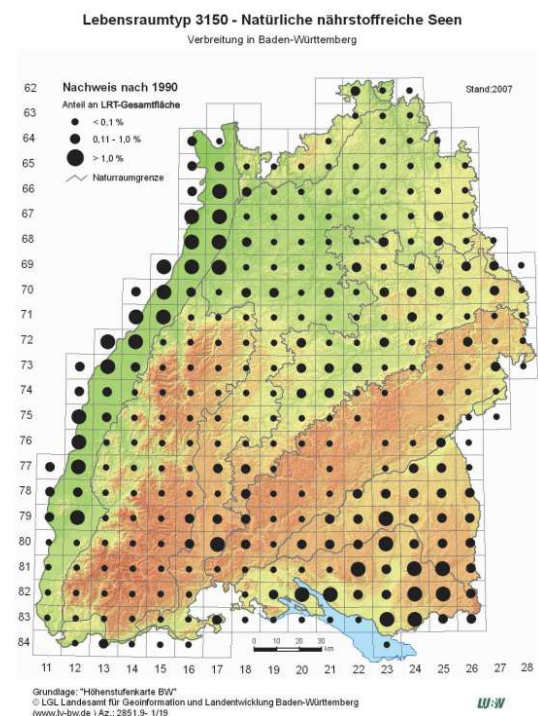 Lebensraumtyp 3150 - Natürliche nährstoffreiche Seen
Verbreitung in Baden-Württemberg
Nachweis nach 1990
Stand:2007
Anteil an LRT-Gesamtfläche
< 0,1 %
0,11 - 1,0 %
> 1,0 %
Naturraumgrenze
62
63
64
65
66
67
68
69
70
71
72
73
74
75
76
77
78
79
80
81
82
83
84
0 10 20 30
km
11 12 13 14 15 16 17 18 19 20 21 22 23 24 25 26 27 28
Grundlage: "Höhenstufenkarte BW"
© LGL Landesamt für Geoinformation und Landentwicklung Baden-Württemberg
(www.lv-bw.de ) Az.: 2851.9- 1/19
LU:W